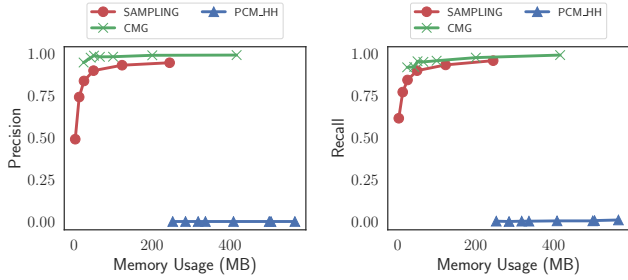 SAMPLING PCM_HH
CMG
1.00
0.75
0.50
0.25
0.00
Precision
0 200 400
Memory Usage (MB)
SAMPLING PCM_HH
CMG
1.00
0.75
0.50
0.25
0.00
Recall
0 200 400
Memory Usage (MB)